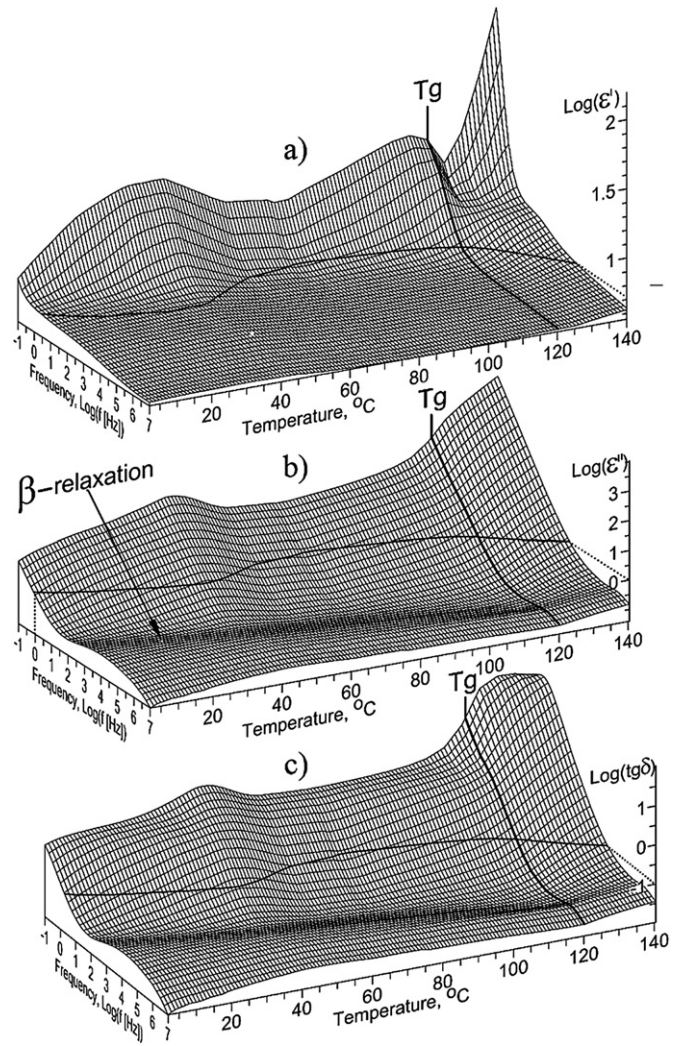 a)
Tg
Log(ε')
2
1.5
1
-1 0 1 2 3 4 5 6 7
Frequency, Log(f [Hz])
20 40 60 80 100 120 140
Temperature, °C
b)
Tg
β-relaxation
Log(ε'')
3
2
1
0
-1 0 1 2 3 4 5 6 7
Frequency, Log(f [Hz])
20 40 60 80 100 120 140
Temperature, °C
c)
Tg
Log(tgδ)
1
0
-1
-1 0 1 2 3 4 5 6 7
Frequency, Log(f [Hz])
20 40 60 80 100 120 140
Temperature, °C